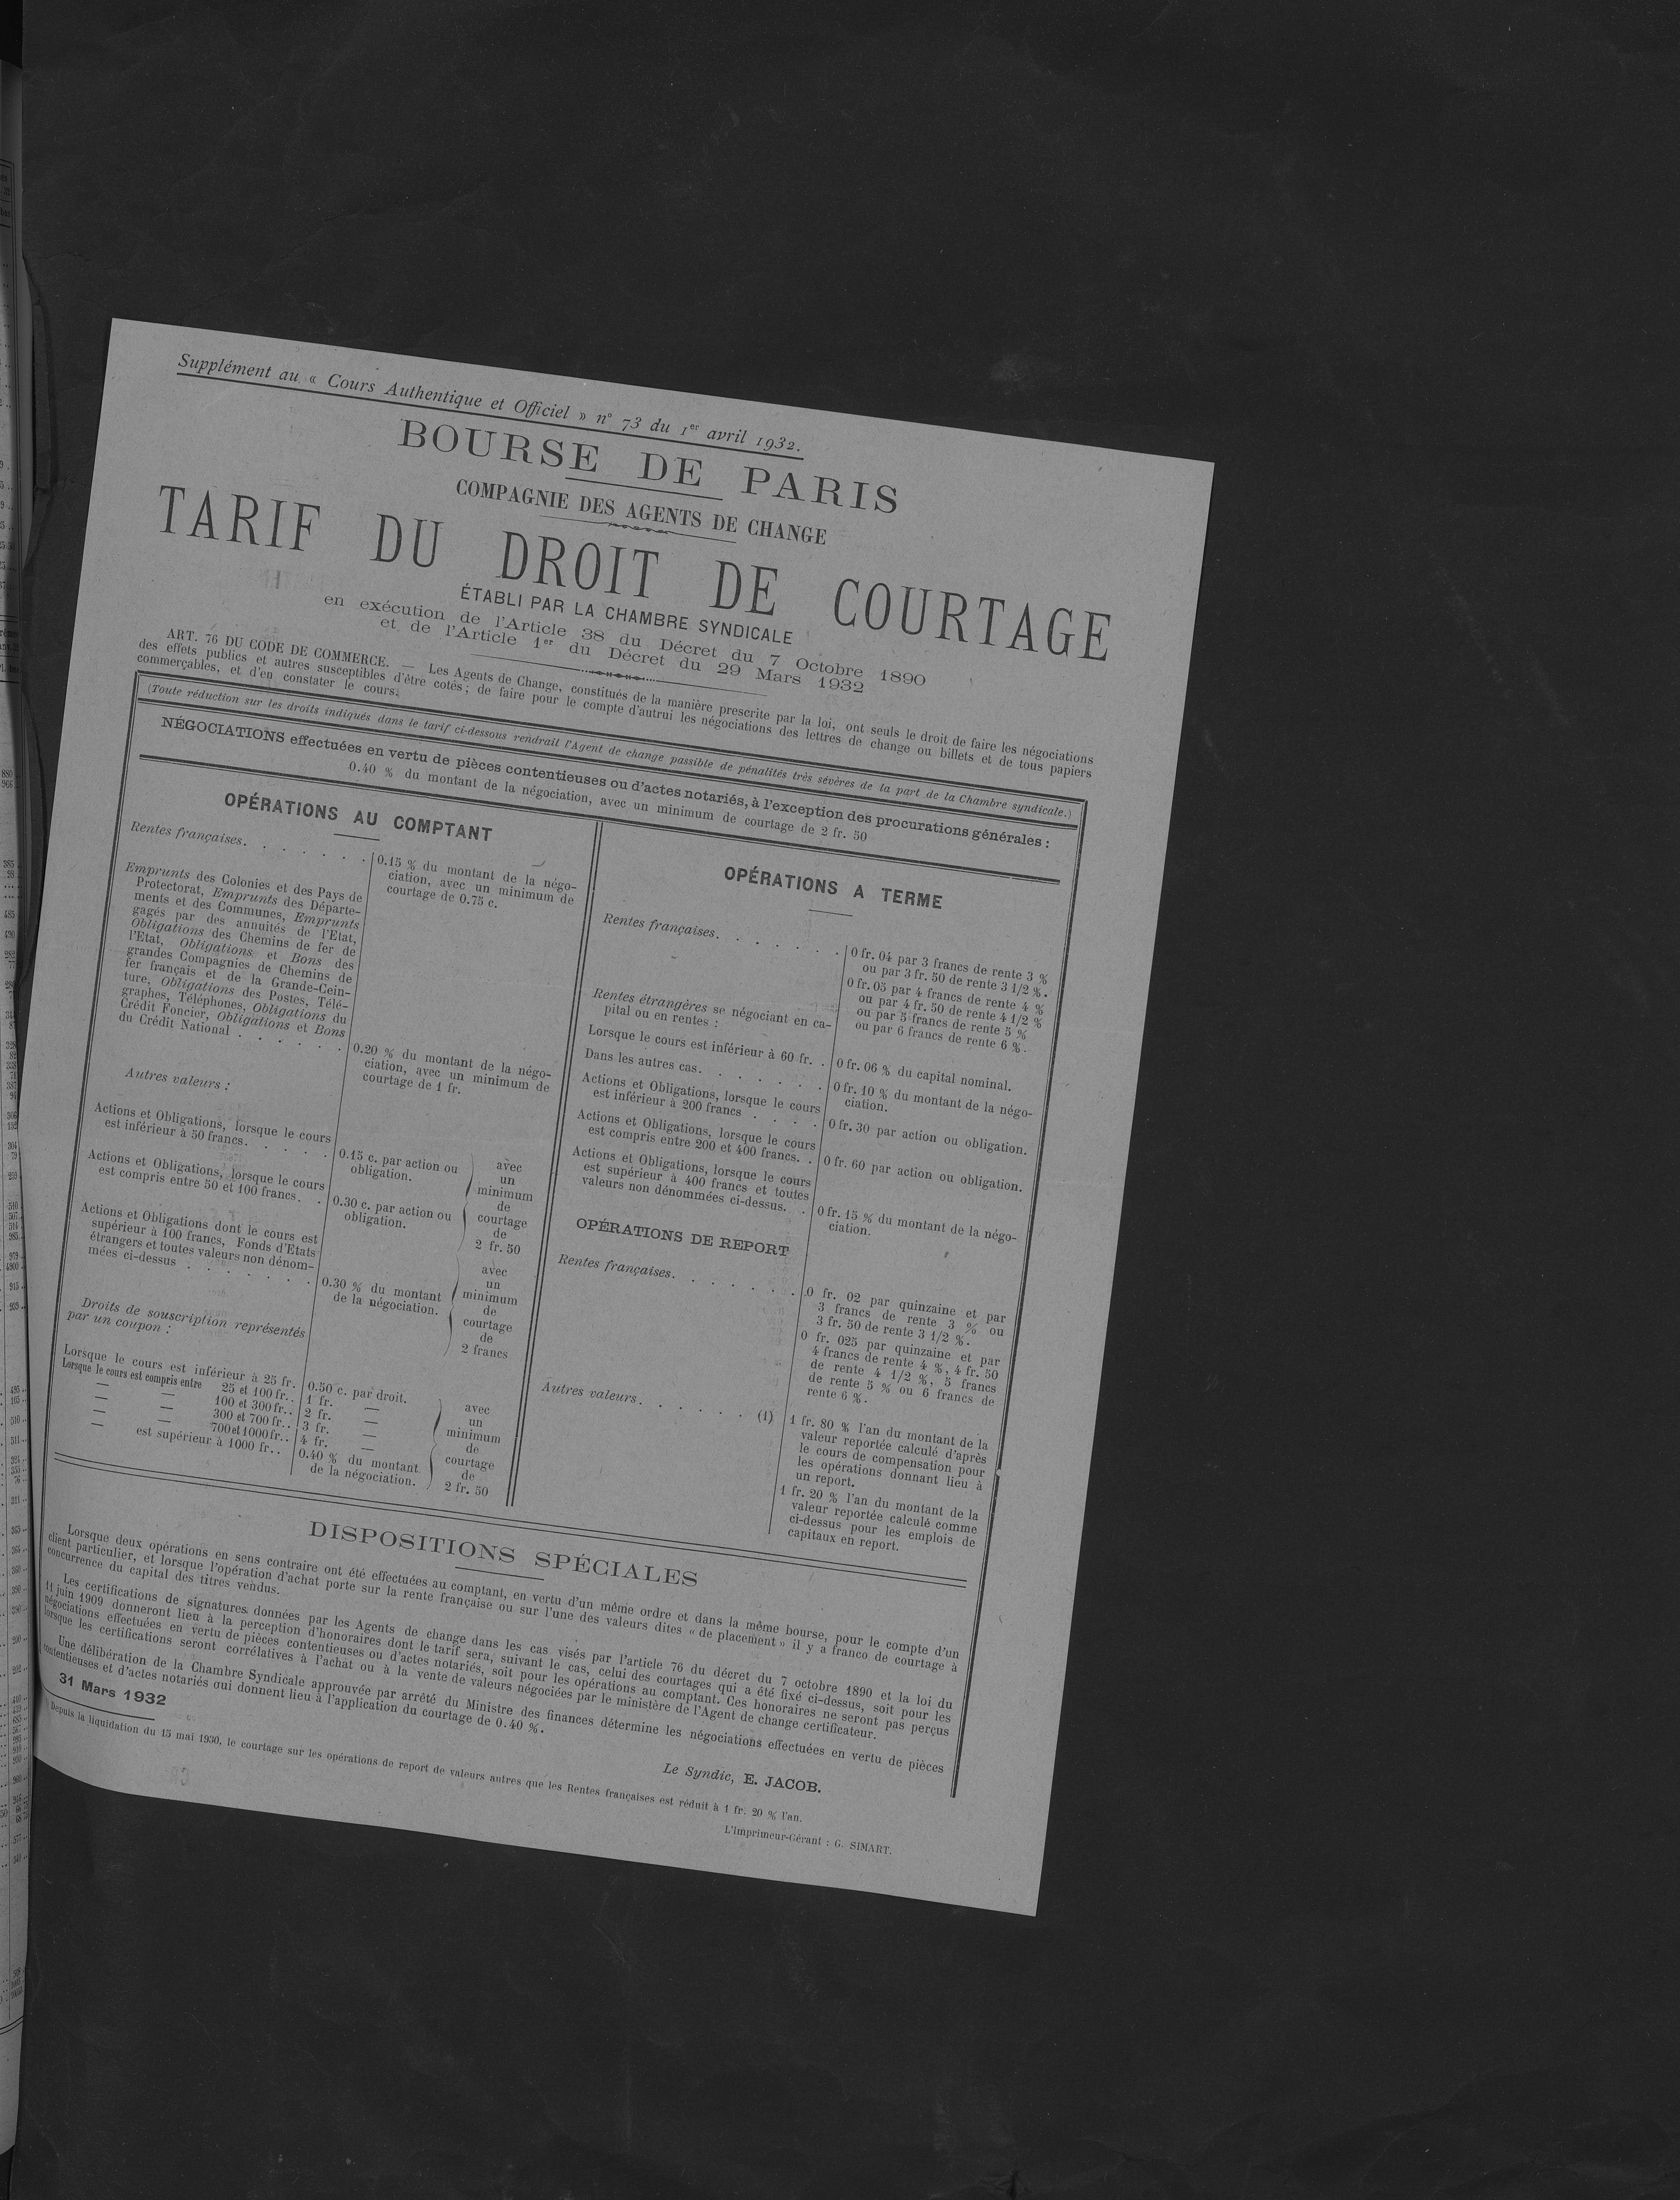 Supplément au « Cours Authentique et Officiel » n° 73 du 1er avril 1932.
BOURSE DE PARIS
COMPAGNIE DES AGENTS DE CHANGE
TARIF DU DROIT DE COURTAGE
ÉTABLI PAR LA CHAMBRE SYNDICALE
en exécution de l'Article 38 du Décret du 7 Octobre 1890
et de l'Article 1er du Décret du 29 Mars 1932
ART. 76 DU CODE DE COMMERCE. — Les Agents de Change, constitués de la manière prescrite par la loi, ont seuls le droit de faire les négociations
des effets publics et autres susceptibles d'être cotés; de faire pour le compte d'autrui les négociations des lettres de change ou billets et de tous papiers
commerçables, et d'en constater le cours.
(Toute réduction sur les droits indiqués dans le tarif ci-dessous rendrait l'Agent de change passible de pénalités très sévères de la part de la Chambre syndicale.)
NÉGOCIATIONS effectuées en vertu de pièces contentieuses ou d'actes notariés, à l'exception des procurations générales :
0.40 % du montant de la négociation, avec un minimum de courtage de 2 fr. 50
OPÉRATIONS AU COMPTANT
Rentes françaises. . . . . . .
0.15 % du montant de la négo-
ciation, avec un minimum de
courtage de 0.75 c.
Emprunts des Colonies et des Pays de
Protectorat, Emprunts des Départe-
ments et des Communes, Emprunts
gagés par des annuités de l'Etat,
Obligations des Chemins de fer de
l'Etat, Obligations et Bons des
grandes Compagnies de Chemins de
fer français et de la Grande-Cein-
ture, Obligations des Postes, Télé-
graphes, Téléphones, Obligations du
Crédit Foncier, Obligations et Bons
du Crédit National . . . . . .
0.20 % du montant de la négo-
ciation, avec un minimum de
courtage de 1 fr.
Autres valeurs :
Actions et Obligations, lorsque le cours
est inférieur à 50 francs. . . . .
0.15 c. par action ou
obligation.
Actions et Obligations, lorsque le cours
est compris entre 50 et 100 francs. .
0.30 c. par action ou
obligation.
avec
un
minimum
de
courtage
de
2 fr. 50
Actions et Obligations dont le cours est
supérieur à 100 francs, Fonds d'Etats
étrangers et toutes valeurs non dénom-
mées ci-dessus . . . . . . .
0.30 % du montant
de la négociation.
avec
un
minimum
de
courtage
de
2 francs
Droits de souscription représentés
par un coupon :
Lorsque le cours est inférieur à 25 fr. 0.50 c. par droit.
Lorsque le cours est compris entre 25 et 100 fr. . 1 fr. —
— — 100 et 300 fr. . 2 fr. —
— — 300 et 700 fr. . 3 fr. —
— — 700 et 1000 fr. . 4 fr. —
— est supérieur à 1000 fr. . 0.40 % du montant
de la négociation.
avec
un
minimum
de
courtage
de
2 fr. 50
OPÉRATIONS A TERME
Rentes françaises. . . . . . .
0 fr. 04 par 3 francs de rente 3 %
ou par 3 fr. 50 de rente 3 1/2 %.
0 fr. 05 par 4 francs de rente 4 %
ou par 4 fr. 50 de rente 4 1/2 %
ou par 5 francs de rente 5 %
ou par 6 francs de rente 6 %.
Rentes étrangères se négociant en ca-
pital ou en rentes :
Lorsque le cours est inférieur à 60 fr. . 0 fr. 06 % du capital nominal.
Dans les autres cas. . . . . . .
0 fr. 10 % du montant de la négo-
ciation.
Actions et Obligations, lorsque le cours
est inférieur à 200 francs . . . . 0 fr. 30 par action ou obligation.
Actions et Obligations, lorsque le cours
est compris entre 200 et 400 francs. . 0 fr. 60 par action ou obligation.
Actions et Obligations, lorsque le cours
est supérieur à 400 francs et toutes
valeurs non dénommées ci-dessus. .
0 fr. 15 % du montant de la négo-
ciation.
OPÉRATIONS DE REPORT
Rentes françaises. . . . . . .
0 fr. 02 par quinzaine et par
3 francs de rente 3 % ou
3 fr. 50 de rente 3 1/2 %.
0 fr. 025 par quinzaine et par
4 francs de rente 4 %, 4 fr. 50
de rente 4 1/2 %, 5 francs
de rente 5 % ou 6 francs de
rente 6 %.
Autres valeurs. . . . . . (1)
1 fr. 80 % l'an du montant de la
valeur reportée calculé d'après
le cours de compensation pour
les opérations donnant lieu à
un report.
1 fr. 20 % l'an du montant de la
valeur reportée calculé comme
ci-dessus pour les emplois de
capitaux en report.
DISPOSITIONS SPÉCIALES
Lorsque deux opérations en sens contraire ont été effectuées au comptant, en vertu d'un même ordre et dans la même bourse, pour le compte d'un
client particulier, et lorsque l'opération d'achat porte sur la rente française ou sur l'une des valeurs dites « de placement » il y a franco de courtage à
concurrence du capital des titres vendus.
Les certifications de signatures données par les Agents de change dans les cas visés par l'article 76 du décret du 7 octobre 1890 et la loi du
11 juin 1909 donneront lieu à la perception d'honoraires dont le tarif sera, suivant le cas, celui des courtages qui a été fixé ci-dessus, soit pour les
négociations effectuées en vertu de pièces contentieuses ou d'actes notariés, soit pour les opérations au comptant. Ces honoraires ne seront pas perçus
lorsque les certifications seront corrélatives à l'achat ou à la vente de valeurs négociées par le ministère de l'Agent de change certificateur.
Une délibération de la Chambre Syndicale approuvée par arrêté du Ministre des finances détermine les négociations effectuées en vertu de pièces
contentieuses et d'actes notariés qui donnent lieu à l'application du courtage de 0.40 %.
31 Mars 1932
Le Syndic, E. JACOB.
Depuis la liquidation du 15 mai 1930, le courtage sur les opérations de report de valeurs autres que les Rentes françaises est réduit à 1 fr. 20 % l'an.
L'Imprimeur-Gérant : G. SIMART.